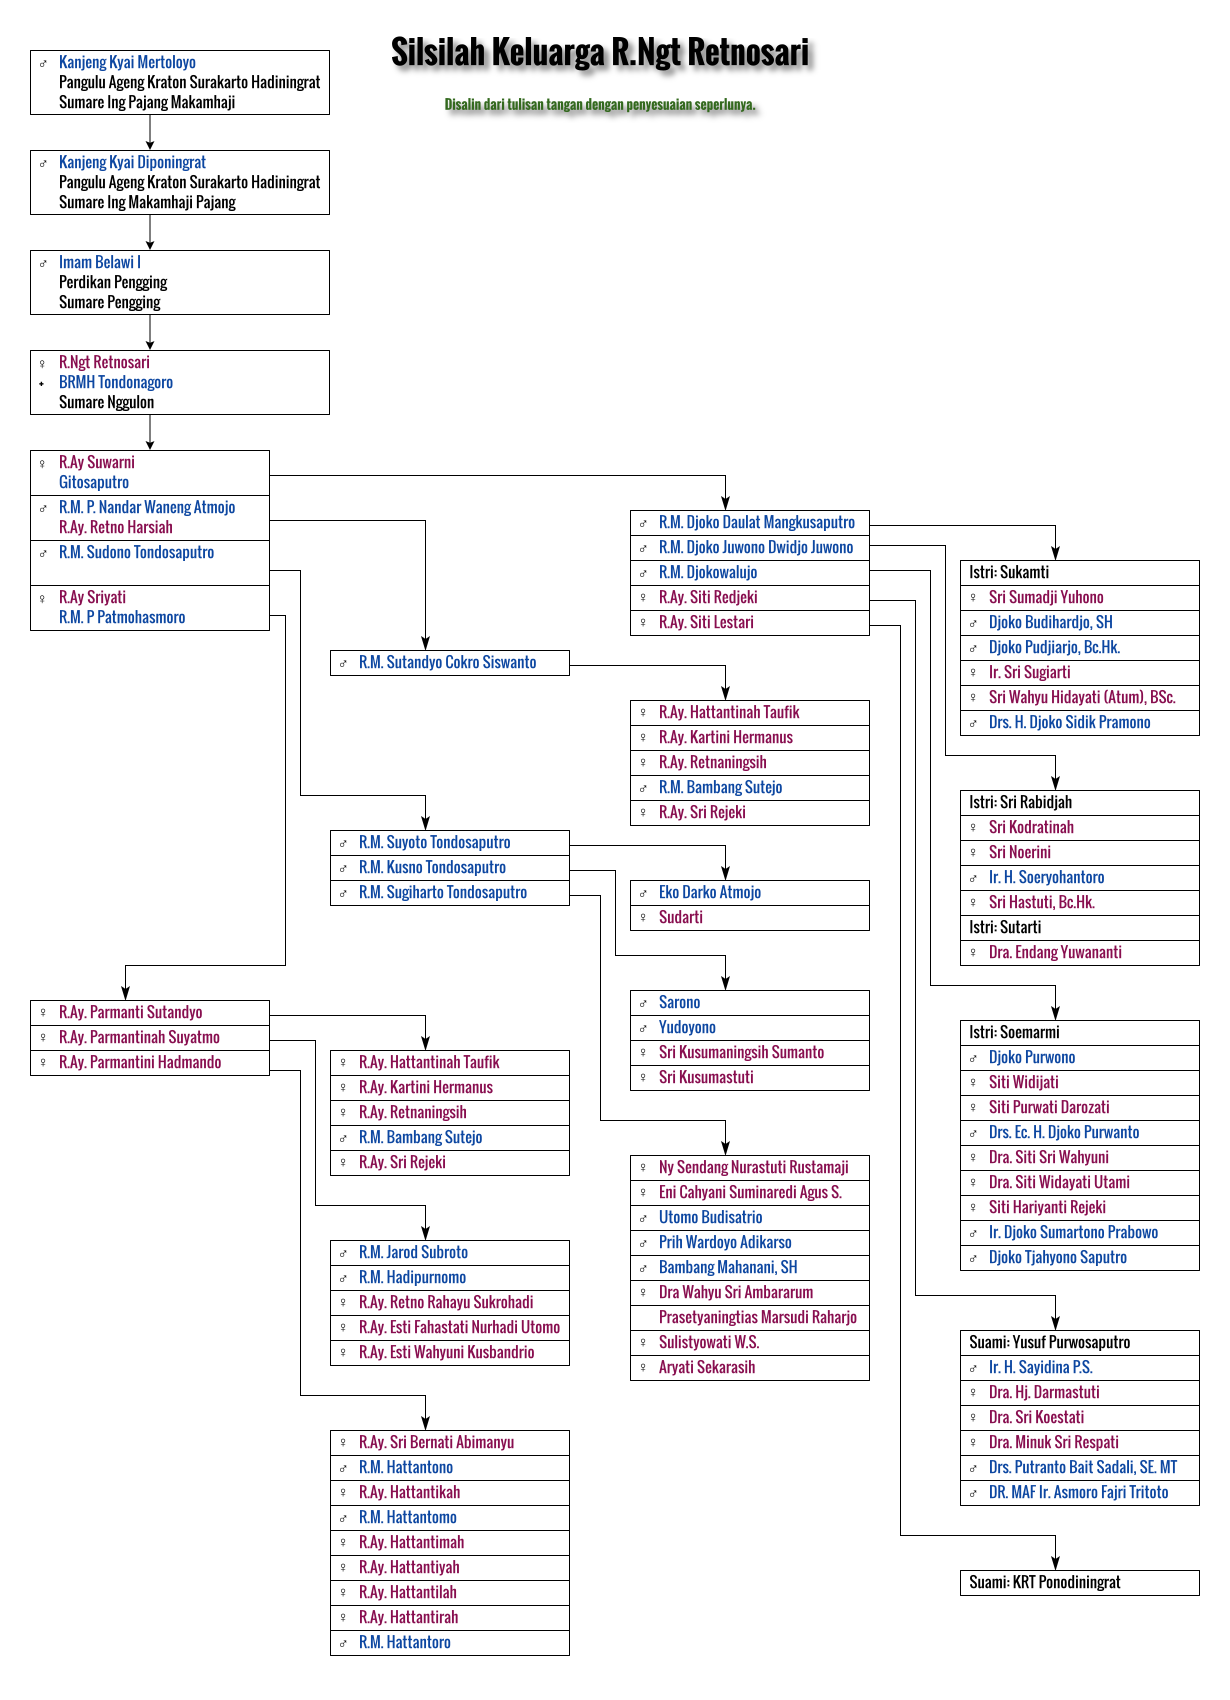 Silsilah Keluarga R.Ngt Retnosari
Disalin dari tulisan tangan dengan penyesuaian seperlunya.
♂ Kanjeng Kyai Mertoloyo
Pangulu Ageng Kraton Surakarto Hadiningrat
Sumare Ing Pajang Makamhaji
♂ Kanjeng Kyai Diponingrat
Pangulu Ageng Kraton Surakarto Hadiningrat
Sumare Ing Makamhaji Pajang
♂ Imam Belawi I
Perdikan Pengging
Sumare Pengging
♀ R.Ngt Retnosari
+ BRMH Tondonagoro
Sumare Nggulon
♀ R.Ay Suwarni
Gitosaputro
♂ R.M. P. Nandar Waneng Atmojo
R.Ay. Retno Harsiah
♂ R.M. Sudono Tondosaputro
♀ R.Ay Sriyati
R.M. P Patmohasmoro
♂ R.M. Djoko Daulat Mangkusaputro
♂ R.M. Djoko Juwono Dwidjo Juwono
♂ R.M. Djokowalujo
♀ R.Ay. Siti Redjeki
♀ R.Ay. Siti Lestari
Istri: Sukamti
♀ Sri Sumadji Yuhono
♂ Djoko Budihardjo, SH
♂ Djoko Pudjiarjo, Bc.Hk.
♀ Ir. Sri Sugiarti
♀ Sri Wahyu Hidayati (Atum), BSc.
♂ Drs. H. Djoko Sidik Pramono
♂ R.M. Sutandyo Cokro Siswanto
♀ R.Ay. Hattantinah Taufik
♀ R.Ay. Kartini Hermanus
♀ R.Ay. Retnaningsih
♂ R.M. Bambang Sutejo
♀ R.Ay. Sri Rejeki
Istri: Sri Rabidjah
♀ Sri Kodratinah
♀ Sri Noerini
♂ Ir. H. Soeryohantoro
♀ Sri Hastuti, Bc.Hk.
Istri: Sutarti
♀ Dra. Endang Yuwananti
♂ R.M. Suyoto Tondosaputro
♂ R.M. Kusno Tondosaputro
♂ R.M. Sugiharto Tondosaputro
♂ Eko Darko Atmojo
♀ Sudarti
♂ Sarono
♂ Yudoyono
♀ Sri Kusumaningsih Sumanto
♀ Sri Kusumastuti
Istri: Soemarmi
♂ Djoko Purwono
♀ Siti Widijati
♀ Siti Purwati Darozati
♂ Drs. Ec. H. Djoko Purwanto
♀ Dra. Siti Sri Wahyuni
♀ Dra. Siti Widayati Utami
♀ Siti Hariyanti Rejeki
♂ Ir. Djoko Sumartono Prabowo
♂ Djoko Tjahyono Saputro
♀ R.Ay. Parmanti Sutandyo
♀ R.Ay. Parmantinah Suyatmo
♀ R.Ay. Parmantini Hadmando
♀ R.Ay. Hattantinah Taufik
♀ R.Ay. Kartini Hermanus
♀ R.Ay. Retnaningsih
♂ R.M. Bambang Sutejo
♀ R.Ay. Sri Rejeki
♀ Ny Sendang Nurastuti Rustamaji
♀ Eni Cahyani Suminaredi Agus S.
♂ Utomo Budisatrio
♂ Prih Wardoyo Adikarso
♂ Bambang Mahanani, SH
♀ Dra Wahyu Sri Ambararum
Prasetyaningtias Marsudi Raharjo
♀ Sulistyowati W.S.
♀ Aryati Sekarasih
♂ R.M. Jarod Subroto
♂ R.M. Hadipurnomo
♀ R.Ay. Retno Rahayu Sukrohadi
♀ R.Ay. Esti Fahastati Nurhadi Utomo
♀ R.Ay. Esti Wahyuni Kusbandrio
Suami: Yusuf Purwosaputro
♂ Ir. H. Sayidina P.S.
♀ Dra. Hj. Darmastuti
♀ Dra. Sri Koestati
♀ Dra. Minuk Sri Respati
♂ Drs. Putranto Bait Sadali, SE. MT
♂ DR. MAF Ir. Asmoro Fajri Tritoto
♀ R.Ay. Sri Bernati Abimanyu
♂ R.M. Hattantono
♀ R.Ay. Hattantikah
♂ R.M. Hattantomo
♀ R.Ay. Hattantimah
♀ R.Ay. Hattantiyah
♀ R.Ay. Hattantilah
♀ R.Ay. Hattantirah
♂ R.M. Hattantoro
Suami: KRT Ponodiningrat